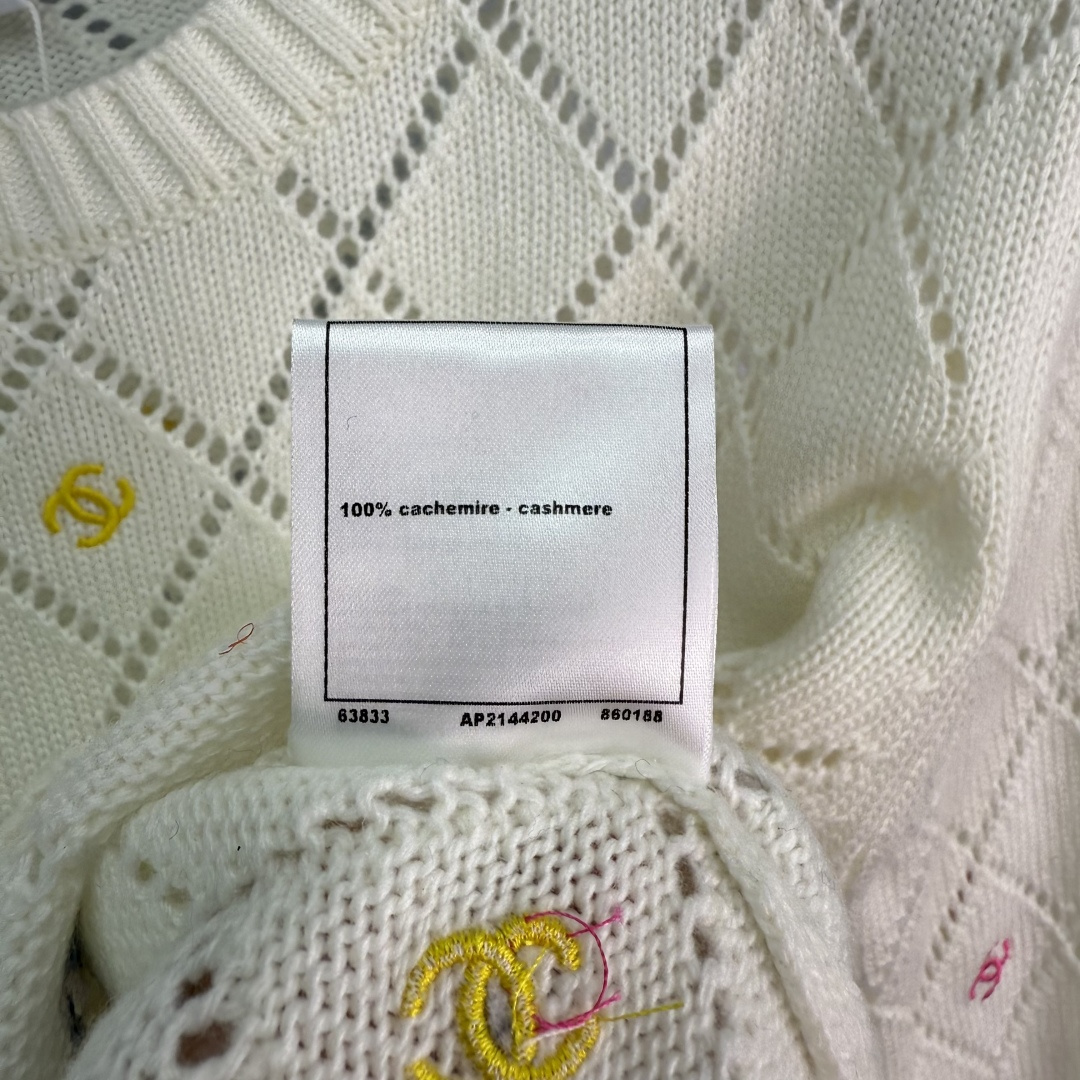 100% cachemire - cashmere
63833 AP2144200 860188